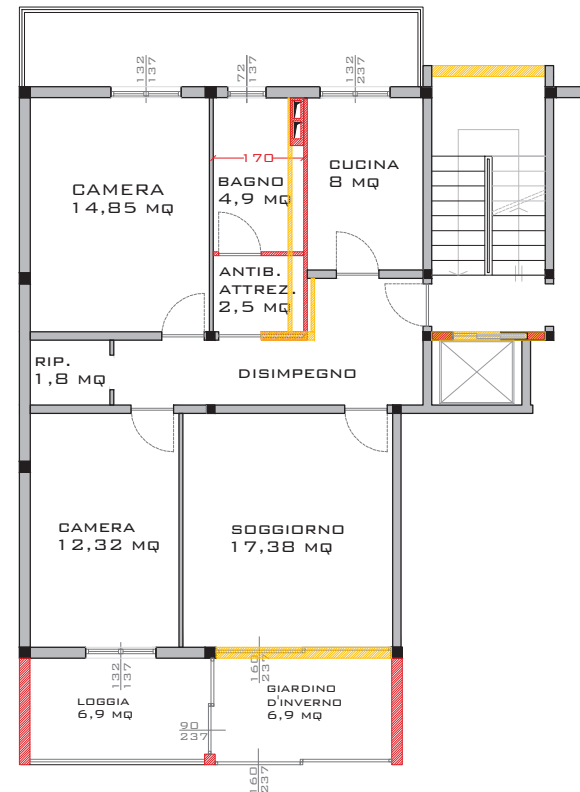 132
137
72
137
132
237
170
CAMERA
14,85 MQ
BAGNO
4,9 MQ
CUCINA
8 MQ
ANTIB.
ATTREZ.
2,5 MQ
RIP.
1,8 MQ
DISIMPEGNO
CAMERA
12,32 MQ
SOGGIORNO
17,38 MQ
132
137
160
237
LOGGIA
6,9 MQ
GIARDINO
D'INVERNO
6,9 MQ
90
237
160
237